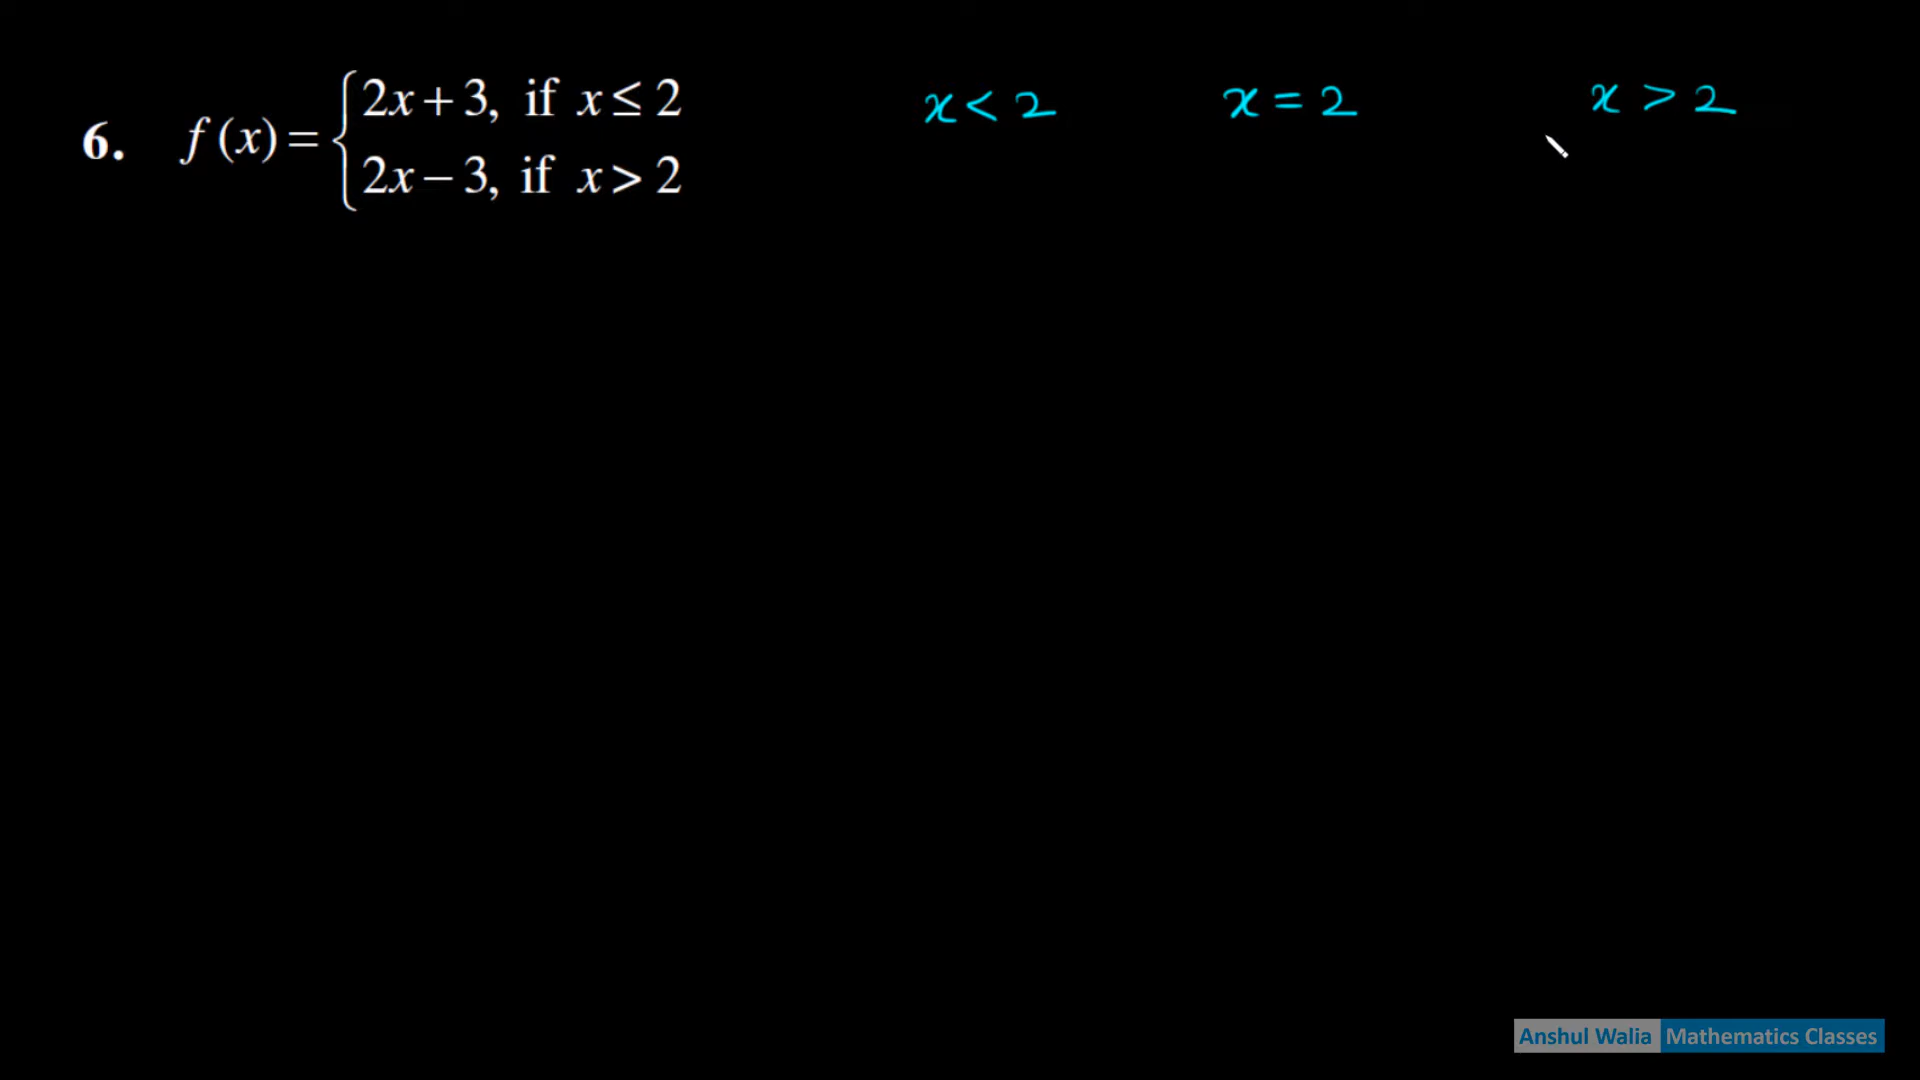 6. f(x) = { 2x + 3, if x ≤ 2
2x − 3, if x > 2
x < 2 x = 2 x > 2
Anshul Walia Mathematics Classes